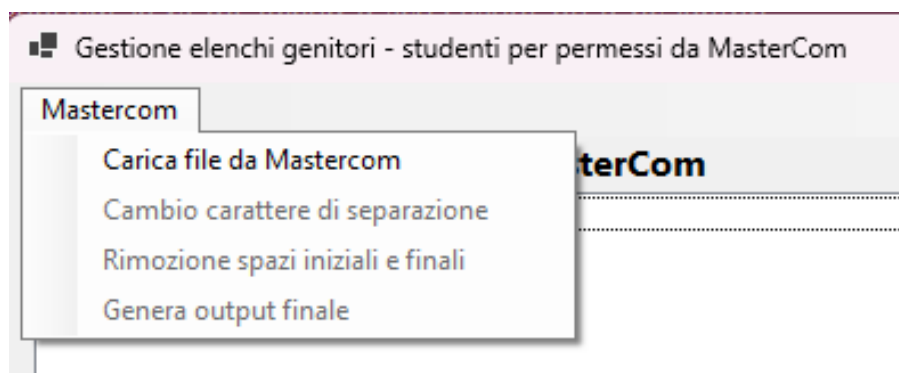 Gestione elenchi genitori - studenti per permessi da MasterCom
Mastercom
Carica file da Mastercom
terCom
Cambio carattere di separazione
Rimozione spazi iniziali e finali
Genera output finale